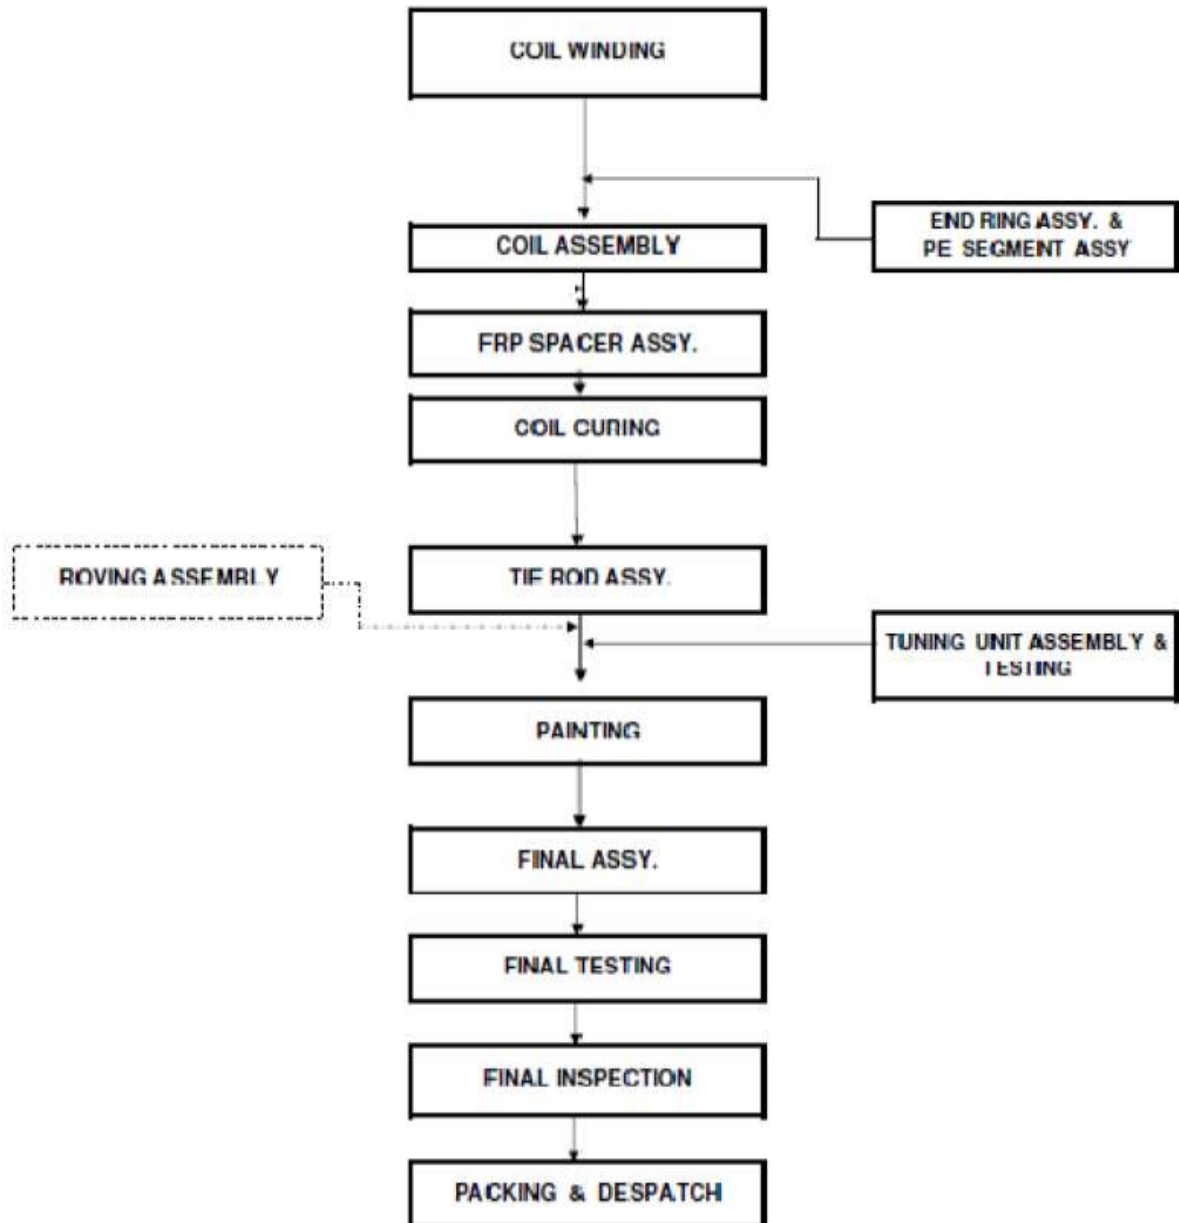 COIL WINDING
END RING ASSY. &
PE SEGMENT ASSY
COIL ASSEMBLY
FRP SPACER ASSY.
COIL CURING
ROVING ASSEMBLY
TIE ROD ASSY.
TUNING UNIT ASSEMBLY &
TESTING
PAINTING
FINAL ASSY.
FINAL TESTING
FINAL INSPECTION
PACKING & DESPATCH